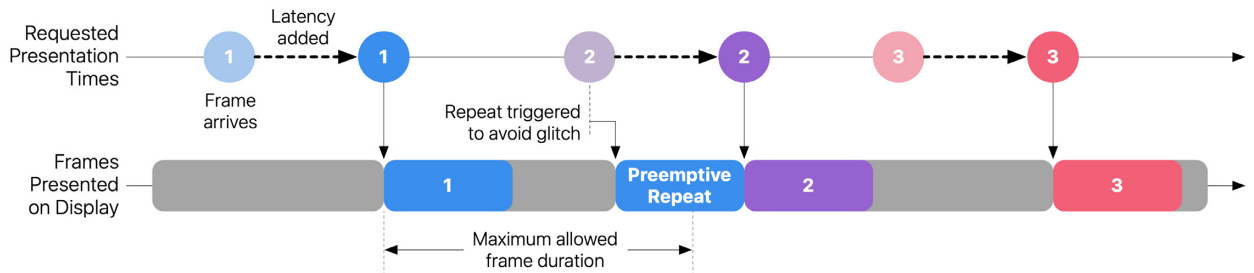 Requested
Presentation
Times
Latency
added
1
1
2
2
3
3
Frame
arrives
Repeat triggered
to avoid glitch
Frames
Presented
on Display
1
Preemptive
Repeat
2
3
Maximum allowed
frame duration